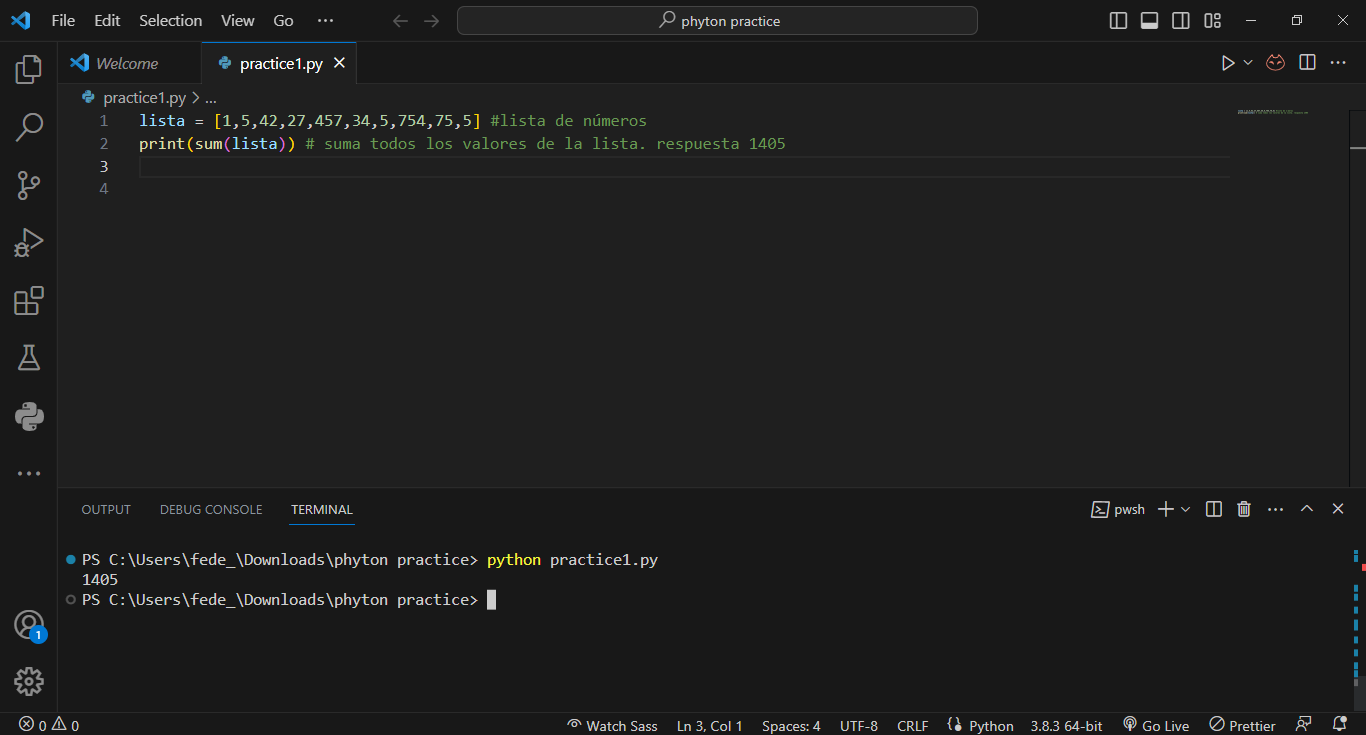 File Edit Selection View Go ··· phyton practice
Welcome practice1.py
practice1.py > ...
1 lista = [1,5,42,27,457,34,5,754,75,5] #lista de números
2 print(sum(lista)) # suma todos los valores de la lista. respuesta 1405
3
4
OUTPUT DEBUG CONSOLE TERMINAL pwsh
PS C:\Users\fede_\Downloads\phyton practice> python practice1.py
1405
PS C:\Users\fede_\Downloads\phyton practice>
1
0 0 Watch Sass Ln 3, Col 1 Spaces: 4 UTF-8 CRLF Python 3.8.3 64-bit Go Live Prettier